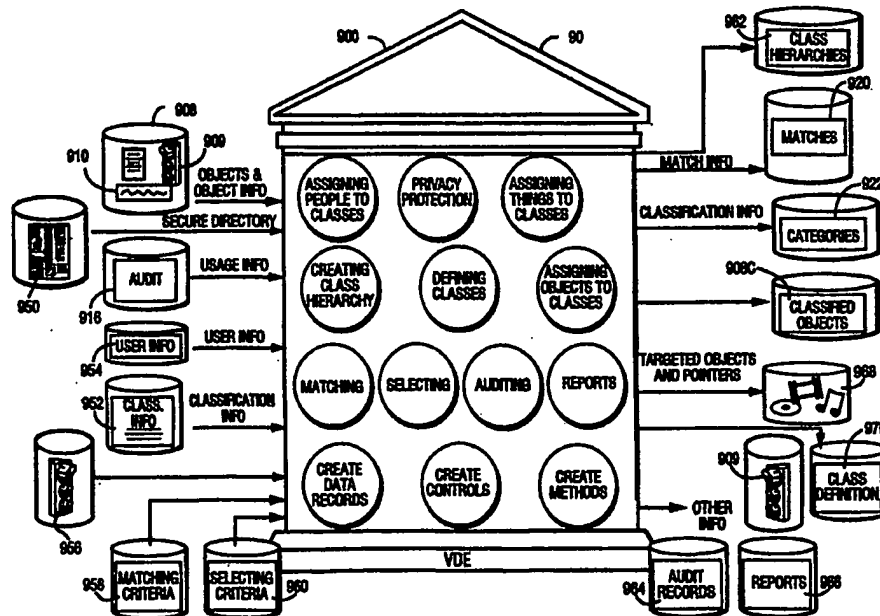 900
90
962
CLASS
HIERARCHIES
908
909
910
OBJECTS &
OBJECT INFO
SECURE DIRECTORY
950
AUDIT
916
USAGE INFO
USER INFO
954
USER INFO
952
CLASS.
INFO
CLASSIFICATION
INFO
956
MATCHING
CRITERIA
958
SELECTING
CRITERIA
960
ASSIGNING
PEOPLE TO
CLASSES
PRIVACY
PROTECTION
ASSIGNING
THINGS TO
CLASSES
CREATING
CLASS
HIERARCHY
DEFINING
CLASSES
ASSIGNING
OBJECTS TO
CLASSES
MATCHING
SELECTING
AUDITING
REPORTS
CREATE
DATA
RECORDS
CREATE
CONTROLS
CREATE
METHODS
VDE
920
MATCHES
MATCH INFO
CLASSIFICATION INFO
922
CATEGORIES
908C
CLASSIFIED
OBJECTS
TARGETED OBJECTS
AND POINTERS
968
909
CLASS
DEFINITION
OTHER
INFO
AUDIT
RECORDS
964
REPORTS
966